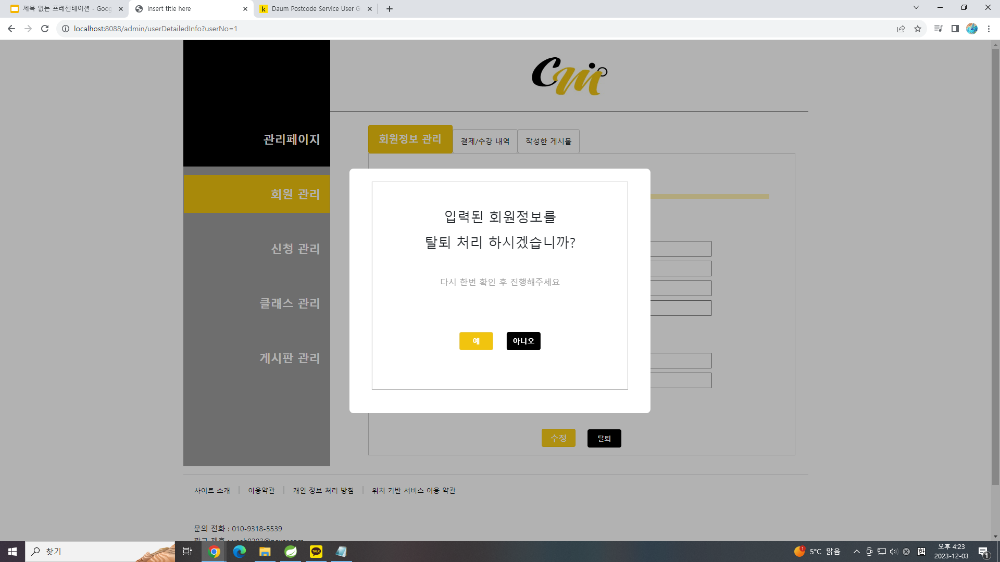 제목 없는 프레젠테이션 - Goog
Insert title here
Daum Postcode Service User G
localhost:8088/admin/userDetailedInfo?userNo=1
cm
관리페이지
회원정보 관리
결제/수강 내역
작성한 게시물
회원 관리
신청 관리
클래스 관리
게시판 관리
입력된 회원정보를
탈퇴 처리 하시겠습니까?
다시 한번 확인 후 진행해주세요
예
아니오
수정
탈퇴
사이트 소개
이용약관
개인 정보 처리 방침
위치 기반 서비스 이용 약관
문의 전화 : 010-9318-5539
광고 제휴 :
찾기
TALK
1
5°C 맑음
한
오후 4:23
2023-12-03
1